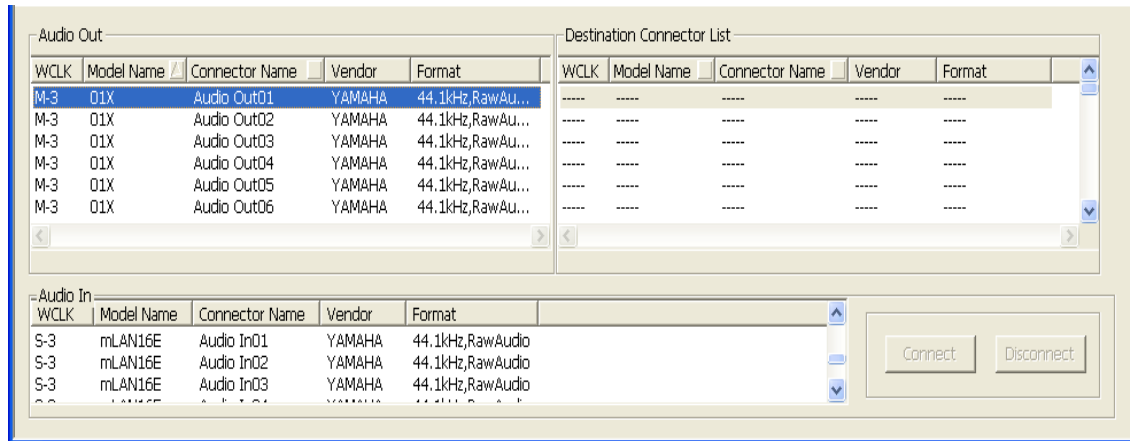 Audio Out
WCLK Model Name Connector Name Vendor Format
M-3 01X Audio Out01 YAMAHA 44.1kHz,RawAu...
M-3 01X Audio Out02 YAMAHA 44.1kHz,RawAu...
M-3 01X Audio Out03 YAMAHA 44.1kHz,RawAu...
M-3 01X Audio Out04 YAMAHA 44.1kHz,RawAu...
M-3 01X Audio Out05 YAMAHA 44.1kHz,RawAu...
M-3 01X Audio Out06 YAMAHA 44.1kHz,RawAu...
Destination Connector List
WCLK Model Name Connector Name Vendor Format
----- ----- ----- ----- -----
----- ----- ----- ----- -----
----- ----- ----- ----- -----
----- ----- ----- ----- -----
----- ----- ----- ----- -----
----- ----- ----- ----- -----
Audio In
WCLK Model Name Connector Name Vendor Format
S-3 mLAN16E Audio In01 YAMAHA 44.1kHz,RawAudio
S-3 mLAN16E Audio In02 YAMAHA 44.1kHz,RawAudio
S-3 mLAN16E Audio In03 YAMAHA 44.1kHz,RawAudio
Connect Disconnect